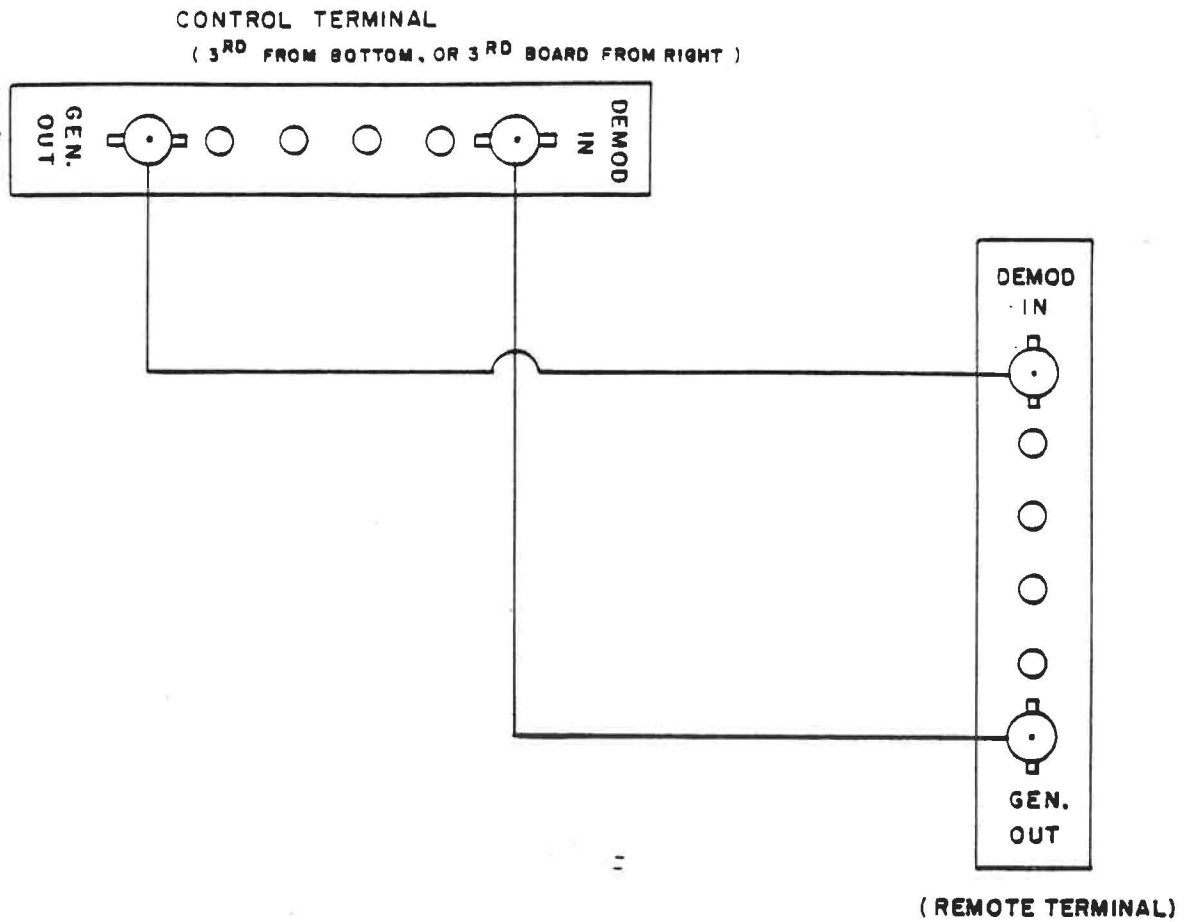 CONTROL TERMINAL
( 3RD FROM BOTTOM, OR 3RD BOARD FROM RIGHT )
GEN.
OUT
DEMOD
IN
DEMOD
IN
GEN.
OUT
(REMOTE TERMINAL)